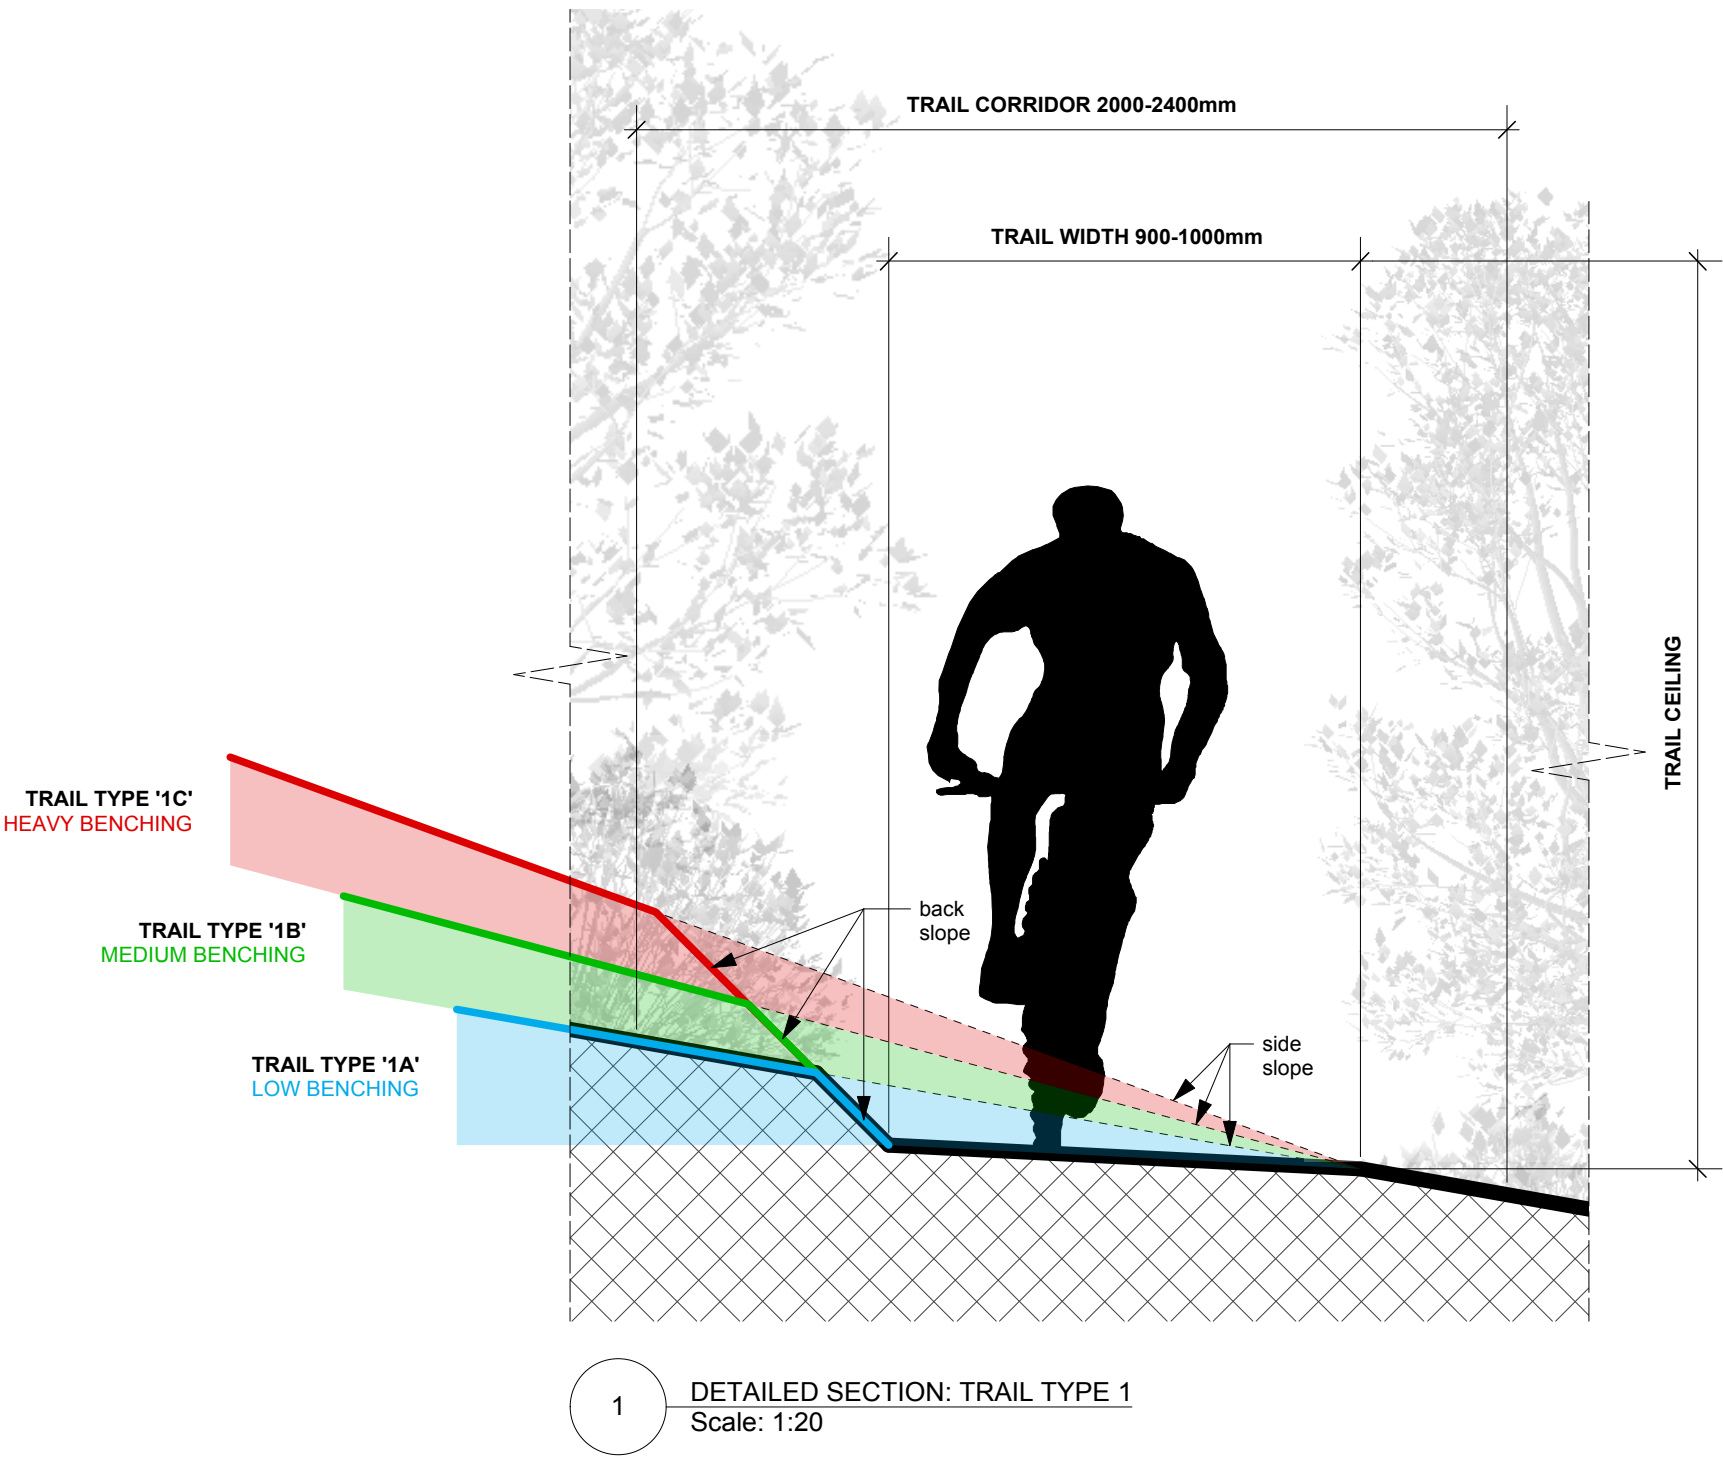 TRAIL CORRIDOR 2000-2400mm
TRAIL WIDTH 900-1000mm
TRAIL CEILING
TRAIL TYPE '1C'
HEAVY BENCHING
TRAIL TYPE '1B'
MEDIUM BENCHING
TRAIL TYPE '1A'
LOW BENCHING
back
slope
side
slope
1
DETAILED SECTION: TRAIL TYPE 1
Scale: 1:20